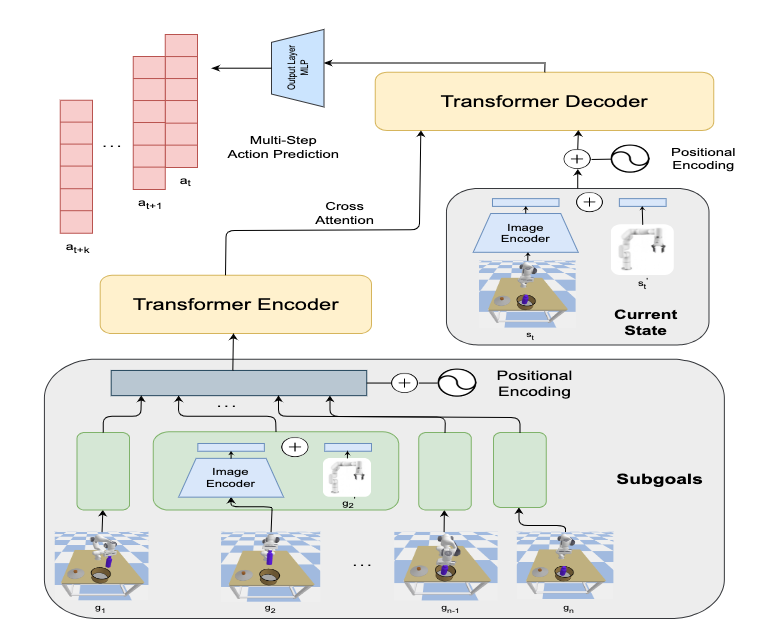 Output Layer
MLP
Transformer Decoder
Multi-Step
Action Prediction
Positional
Encoding
...
a_t
a_{t+1}
a_{t+k}
Cross
Attention
Image
Encoder
s_t'
s_t
Current
State
Transformer Encoder
Positional
Encoding
...
Image
Encoder
g_2'
Subgoals
...
g_1
g_2
g_{n-1}
g_n